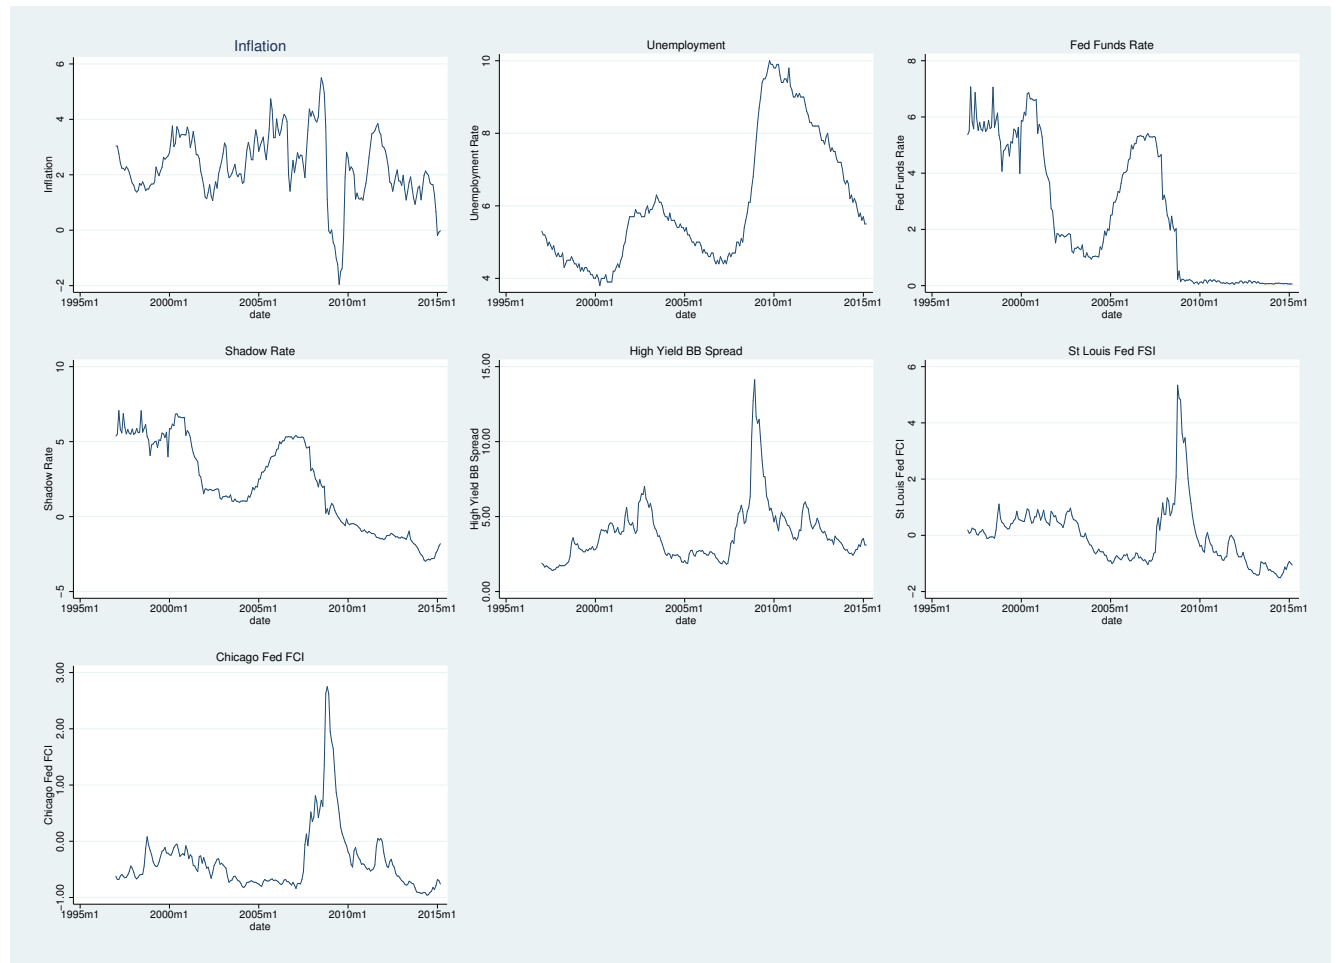 Inflation
Inflation
6
4
2
0
−2
1995m1 2000m1 2005m1 2010m1 2015m1
date
Unemployment
Unemployment Rate
10
8
6
4
1995m1 2000m1 2005m1 2010m1 2015m1
date
Fed Funds Rate
Fed Funds Rate
8
6
4
2
0
1995m1 2000m1 2005m1 2010m1 2015m1
date
Shadow Rate
Shadow Rate
10
5
0
−5
1995m1 2000m1 2005m1 2010m1 2015m1
date
High Yield BB Spread
High Yield BB Spread
15.00
10.00
5.00
0.00
1995m1 2000m1 2005m1 2010m1 2015m1
date
St Louis Fed FSI
St Louis Fed FCI
6
4
2
0
−2
1995m1 2000m1 2005m1 2010m1 2015m1
date
Chicago Fed FCI
Chicago Fed FCI
3.00
2.00
1.00
0.00
−1.00
1995m1 2000m1 2005m1 2010m1 2015m1
date